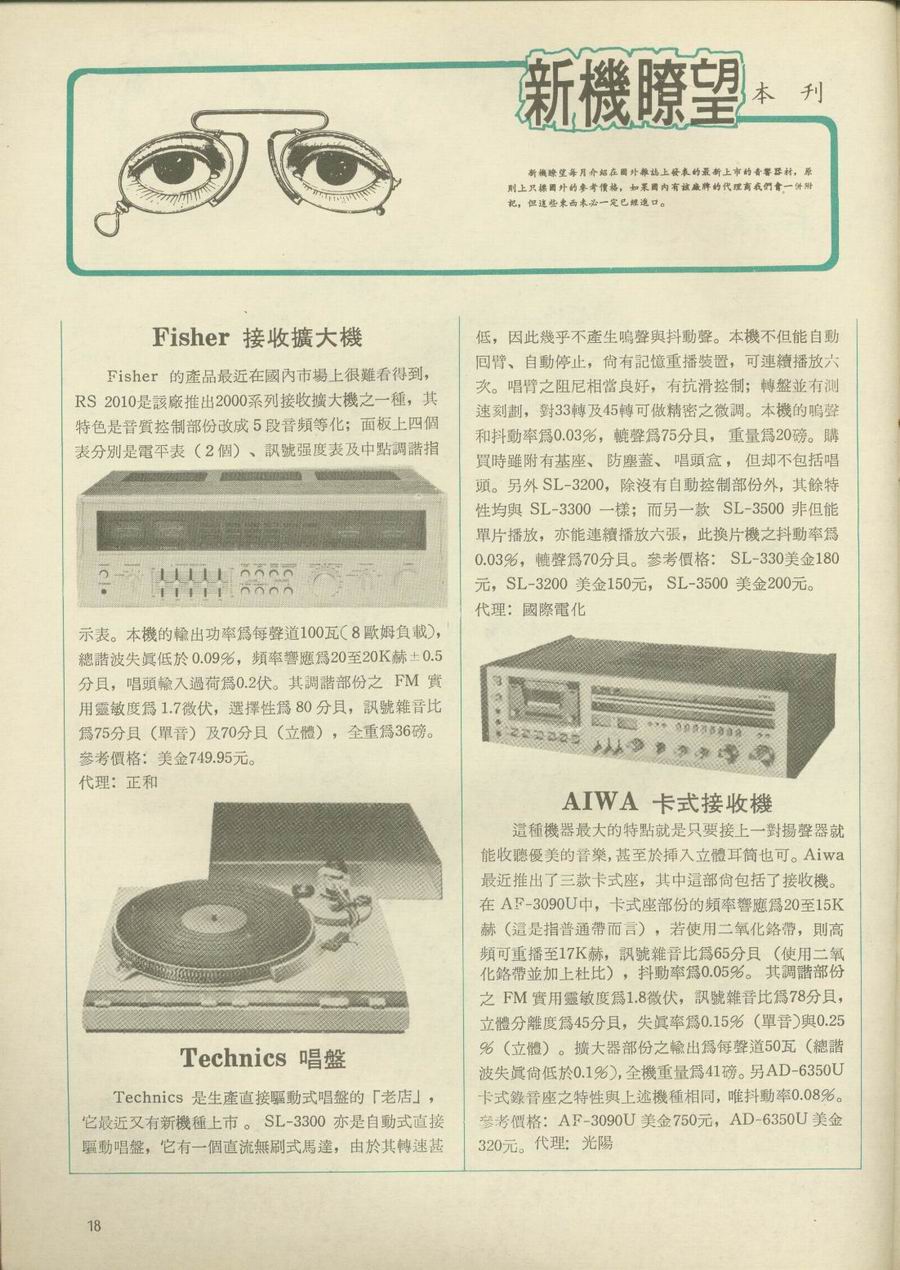 新機瞭望 本刊
新機瞭望每月介紹在國外雜誌上發表的最新上市的音響器材，原
則上只標國外的參考價格，如果國內有該廠牌的代理商我們會一併附
記，但這些東西未必一定已經進口。
Fisher 接收擴大機
Fisher 的產品最近在國內市場上很難看得到，
RS 2010是該廠推出2000系列接收擴大機之一種，其
特色是音質控制部份改成5段音頻等化；面板上四個
表分別是電平表（2個）、訊號强度表及中點調諧指
示表。本機的輸出功率爲每聲道100瓦（8歐姆負載），
總諧波失眞低於0.09%，頻率響應爲20至20K赫±0.5
分貝，唱頭輸入過荷爲0.2伏。其調諧部份之 FM 實
用靈敏度爲 1.7微伏，選擇性爲 80 分貝，訊號雜音比
爲75分貝（單音）及70分貝（立體），全重爲36磅。
參考價格：美金749.95元。
代理：正和
Technics 唱盤
Technics 是生產直接驅動式唱盤的「老店」，
它最近又有新機種上市。 SL-3300 亦是自動式直接
驅動唱盤，它有一個直流無刷式馬達，由於其轉速甚
低，因此幾乎不產生嗚聲與抖動聲。本機不但能自動
回臂、自動停止，尙有記憶重播裝置，可連續播放六
次。唱臂之阻尼相當良好，有抗滑控制；轉盤並有測
速刻劃，對33轉及45轉可做精密之微調。本機的嗚聲
和抖動率爲0.03%，轆聲爲75分貝，重量爲20磅。購
買時雖附有基座、防塵蓋、唱頭盒，但却不包括唱
頭。另外 SL-3200，除沒有自動控制部份外，其餘特
性均與 SL-3300 一樣；而另一款 SL-3500 非但能
單片播放，亦能連續播放六張，此換片機之抖動率爲
0.03%，轆聲爲70分貝。參考價格： SL-330美金180
元，SL-3200 美金150元， SL-3500 美金200元。
代理：國際電化
AIWA 卡式接收機
這種機器最大的特點就是只要接上一對揚聲器就
能收聽優美的音樂，甚至於挿入立體耳筒也可。Aiwa
最近推出了三款卡式座，其中這部尙包括了接收機。
在 AF-3090U中，卡式座部份的頻率響應爲20至15K
赫（這是指普通帶而言），若使用二氧化鉻帶，則高
頻可重播至17K赫，訊號雜音比爲65分貝（使用二氧
化鉻帶並加上杜比），抖動率爲0.05%。其調諧部份
之 FM 實用靈敏度爲1.8微伏，訊號雜音比爲78分貝，
立體分離度爲45分貝，失眞率爲0.15%（單音）與0.25
%（立體）。擴大器部份之輸出爲每聲道50瓦（總諧
波失眞尙低於0.1%），全機重量爲41磅。另AD-6350U
卡式錄音座之特性與上述機種相同，唯抖動率0.08%。
參考價格：AF-3090U 美金750元，AD-6350U 美金
320元。代理：光陽
18